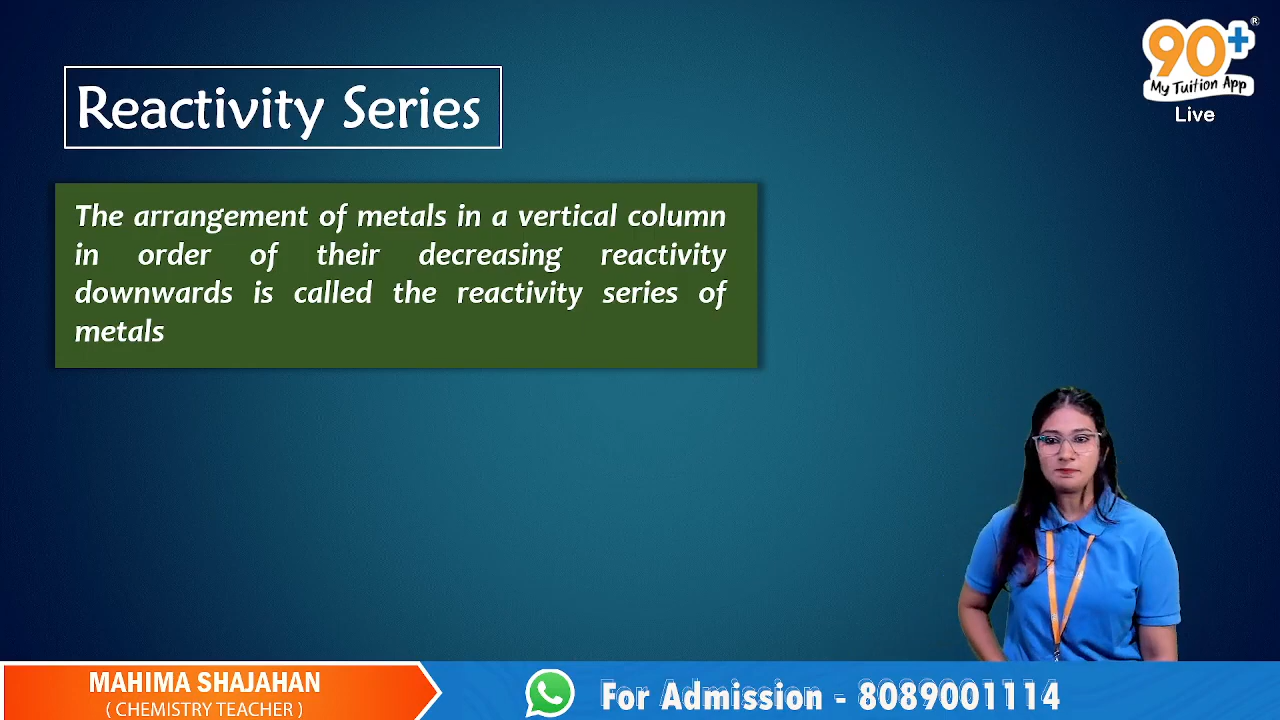 Reactivity Series
The arrangement of metals in a vertical column
in order of their decreasing reactivity
downwards is called the reactivity series of
metals
90+
®
My Tuition App
Live
MAHIMA SHAJAHAN
( CHEMISTRY TEACHER )
For Admission - 8089001114